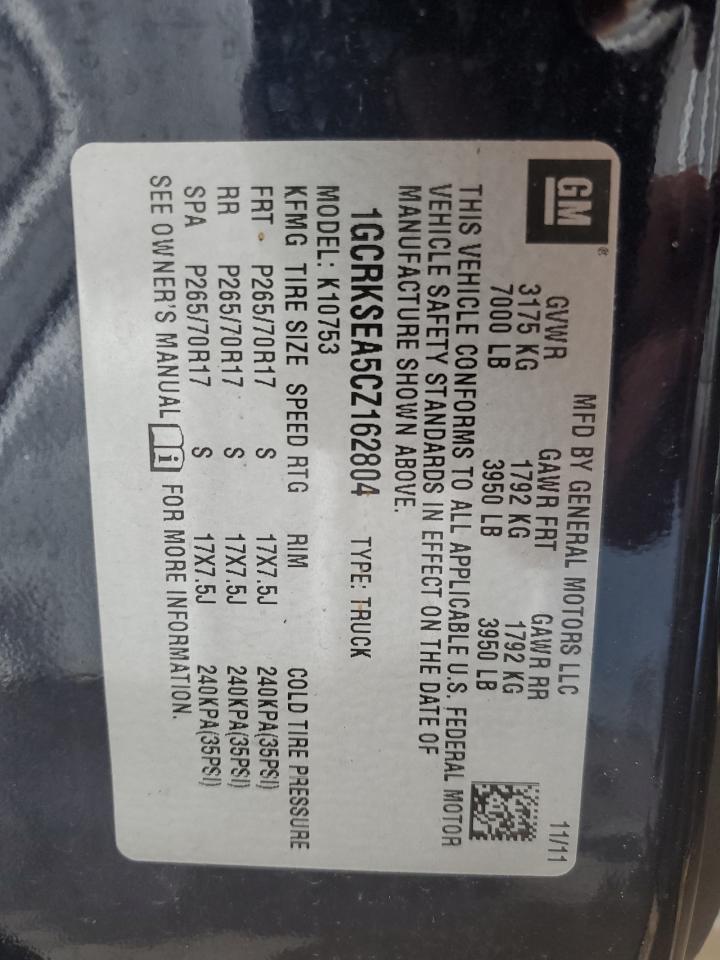 GM ®
MFD BY GENERAL MOTORS LLC 11/11
GVWR GAWR FRT GAWR RR
3175 KG 1792 KG 1792 KG
7000 LB 3950 LB 3950 LB
THIS VEHICLE CONFORMS TO ALL APPLICABLE U.S. FEDERAL MOTOR
VEHICLE SAFETY STANDARDS IN EFFECT ON THE DATE OF
MANUFACTURE SHOWN ABOVE.
1GCRKSEA5CZ162804 TYPE: TRUCK
MODEL: K10753
KFMG TIRE SIZE SPEED RTG RIM COLD TIRE PRESSURE
FRT P265/70R17 S 17X7.5J 240KPA(35PSI)
RR P265/70R17 S 17X7.5J 240KPA(35PSI)
SPA P265/70R17 S 17X7.5J 240KPA(35PSI)
SEE OWNER'S MANUAL i FOR MORE INFORMATION.